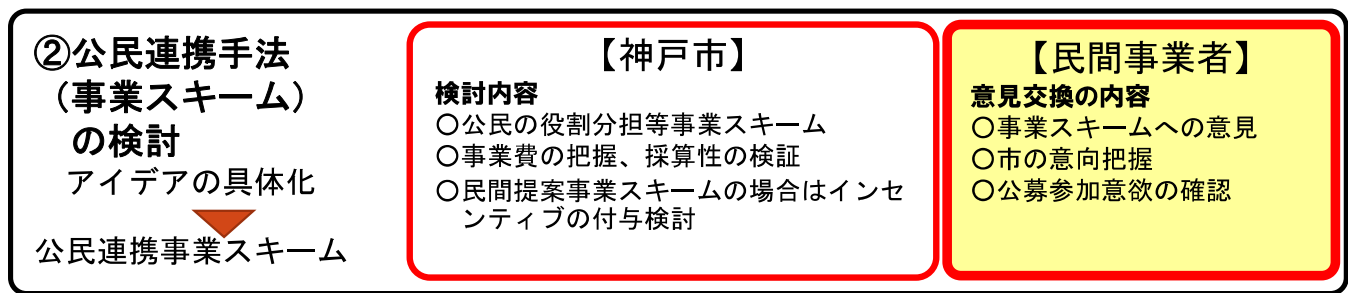 ②公民連携手法
（事業スキーム）
の検討
アイデアの具体化
公民連携事業スキーム
【神戸市】
検討内容
○公民の役割分担等事業スキーム
○事業費の把握、採算性の検証
○民間提案事業スキームの場合はインセ
ンティブの付与検討
【民間事業者】
意見交換の内容
○事業スキームへの意見
○市の意向把握
○公募参加意欲の確認